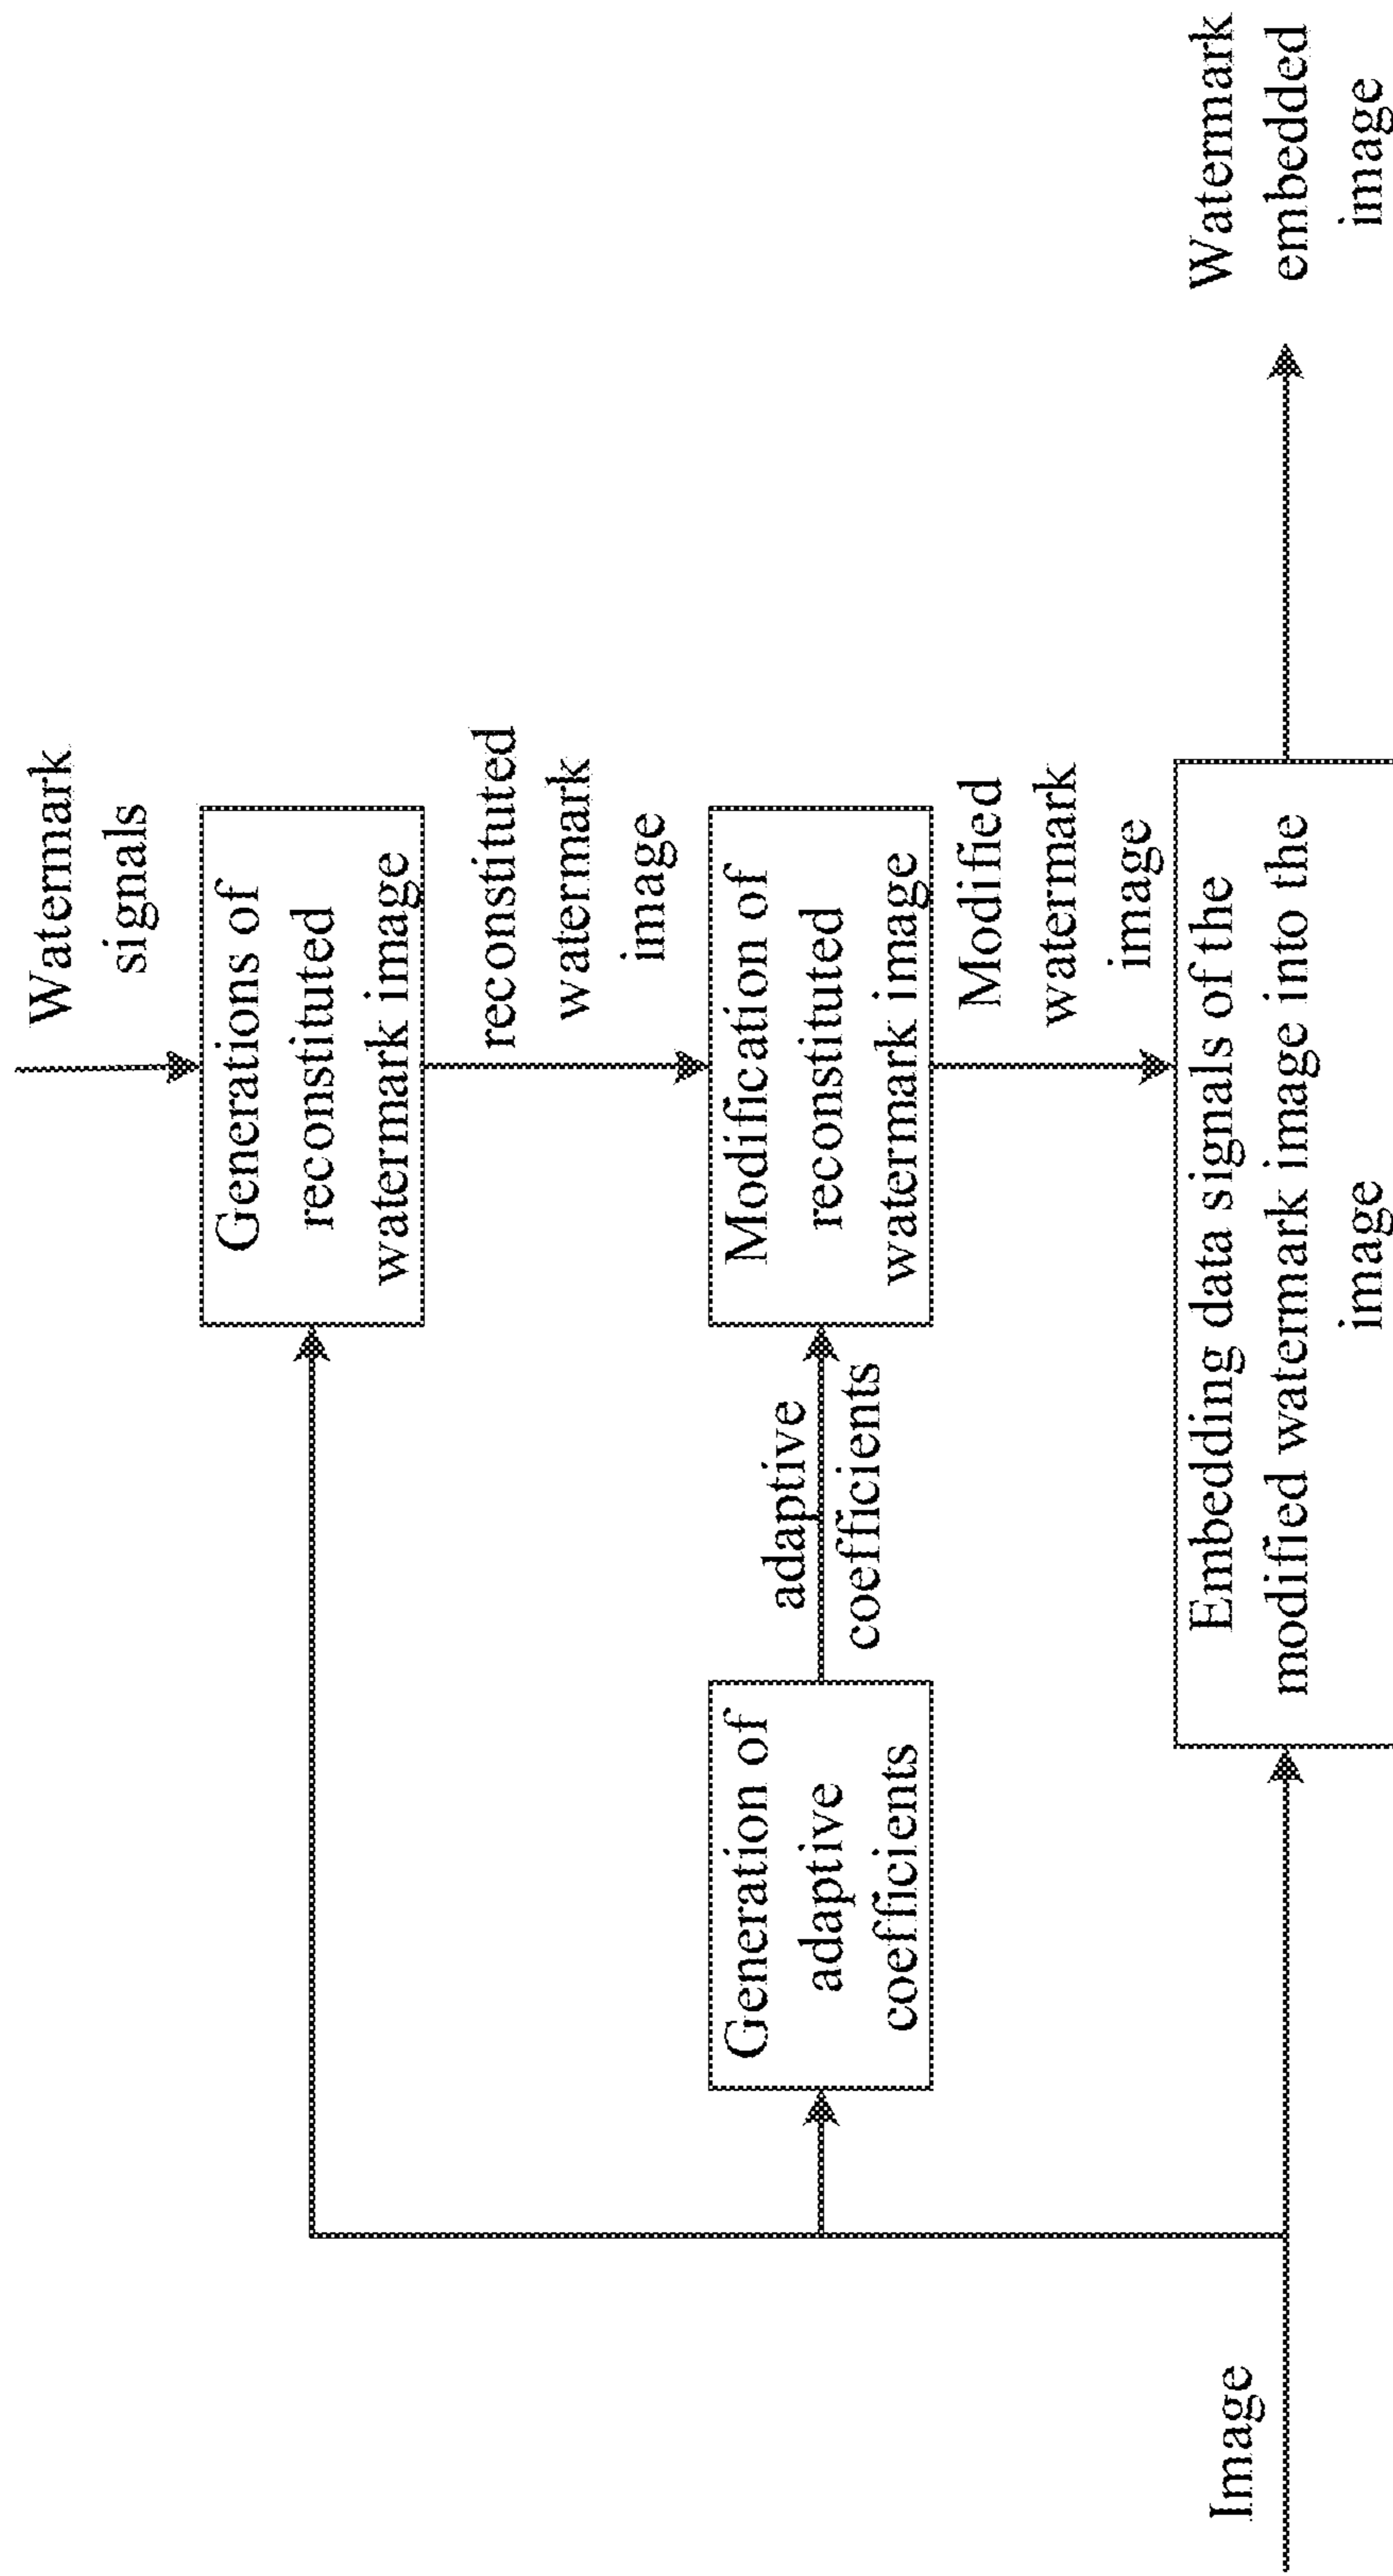 Watermark
signals
Generations of
reconstituted
watermark image
reconstituted
watermark
image
Generation of
adaptive
coefficients
adaptive
coefficients
Modification of
reconstituted
watermark image
Modified
watermark
image
Image
Embedding data signals of the
modified watermark image into the
image
Watermark
embedded
image